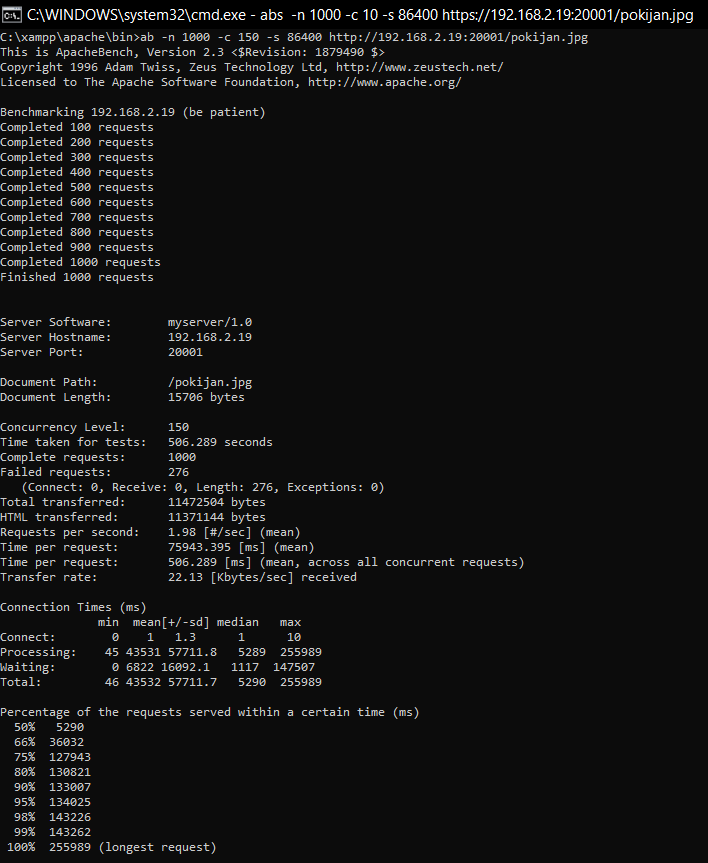 C:\WINDOWS\system32\cmd.exe - abs  -n 1000 -c 10 -s 86400 https://192.168.2.19:20001/pokijan.jpg
C:\xampp\apache\bin>ab -n 1000 -c 150 -s 86400 http://192.168.2.19:20001/pokijan.jpg
This is ApacheBench, Version 2.3 <$Revision: 1879490 $>
Copyright 1996 Adam Twiss, Zeus Technology Ltd, http://www.zeustech.net/
Licensed to The Apache Software Foundation, http://www.apache.org/

Benchmarking 192.168.2.19 (be patient)
Completed 100 requests
Completed 200 requests
Completed 300 requests
Completed 400 requests
Completed 500 requests
Completed 600 requests
Completed 700 requests
Completed 800 requests
Completed 900 requests
Completed 1000 requests
Finished 1000 requests


Server Software:        myserver/1.0
Server Hostname:        192.168.2.19
Server Port:            20001

Document Path:          /pokijan.jpg
Document Length:        15706 bytes

Concurrency Level:      150
Time taken for tests:   506.289 seconds
Complete requests:      1000
Failed requests:        276
   (Connect: 0, Receive: 0, Length: 276, Exceptions: 0)
Total transferred:      11472504 bytes
HTML transferred:       11371144 bytes
Requests per second:    1.98 [#/sec] (mean)
Time per request:       75943.395 [ms] (mean)
Time per request:       506.289 [ms] (mean, across all concurrent requests)
Transfer rate:          22.13 [Kbytes/sec] received

Connection Times (ms)
              min  mean[+/-sd] median   max
Connect:        0    1   1.3      1      10
Processing:    45 43531 57711.8   5289  255989
Waiting:        0 6822 16092.1   1117  147507
Total:         46 43532 57711.7   5290  255989

Percentage of the requests served within a certain time (ms)
  50%   5290
  66%  36032
  75%  127943
  80%  130821
  90%  133007
  95%  134025
  98%  143226
  99%  143262
 100%  255989 (longest request)